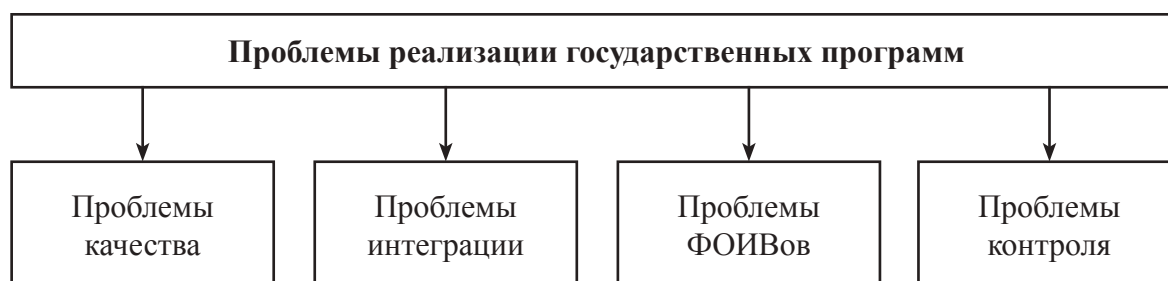 Проблемы реализации государственных программ
Проблемы
качества
Проблемы
интеграции
Проблемы
ФОИВов
Проблемы
контроля